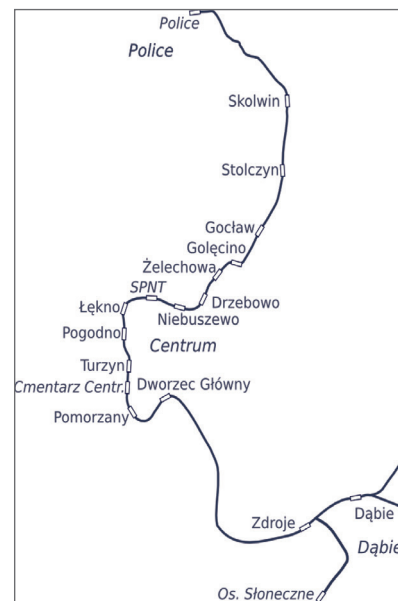 Police
Police
Skolwin
Stolczyn
Gocław
Golęcino
Żelechowa
SPNT
Drzebowo
Łękno
Niebuszewo
Pogodno
Centrum
Turzyn
Cmentarz Centr.
Dworzec Główny
Pomorzany
Dąbie
Zdroje
Dąbie
Os. Słoneczne